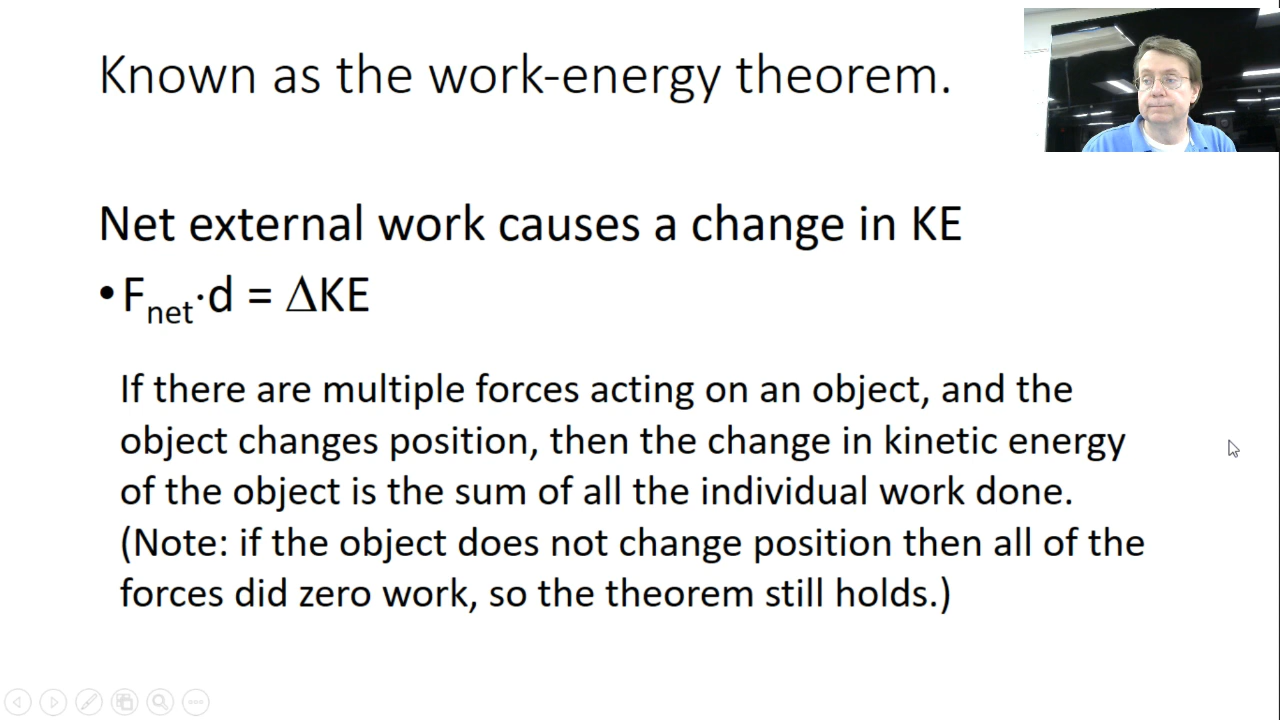 Known as the work-energy theorem.
Net external work causes a change in KE
•Fnet·d = ΔKE
If there are multiple forces acting on an object, and the
object changes position, then the change in kinetic energy
of the object is the sum of all the individual work done.
(Note: if the object does not change position then all of the
forces did zero work, so the theorem still holds.)